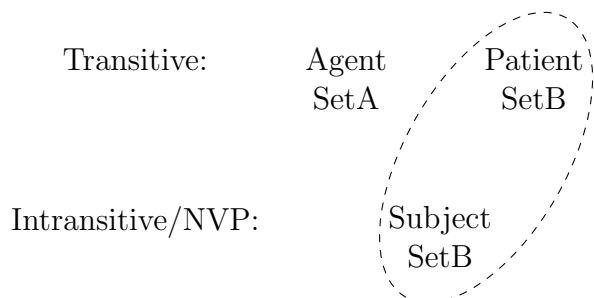 Transitive: Agent Patient
SetA SetB
Intransitive/NVP: Subject
SetB